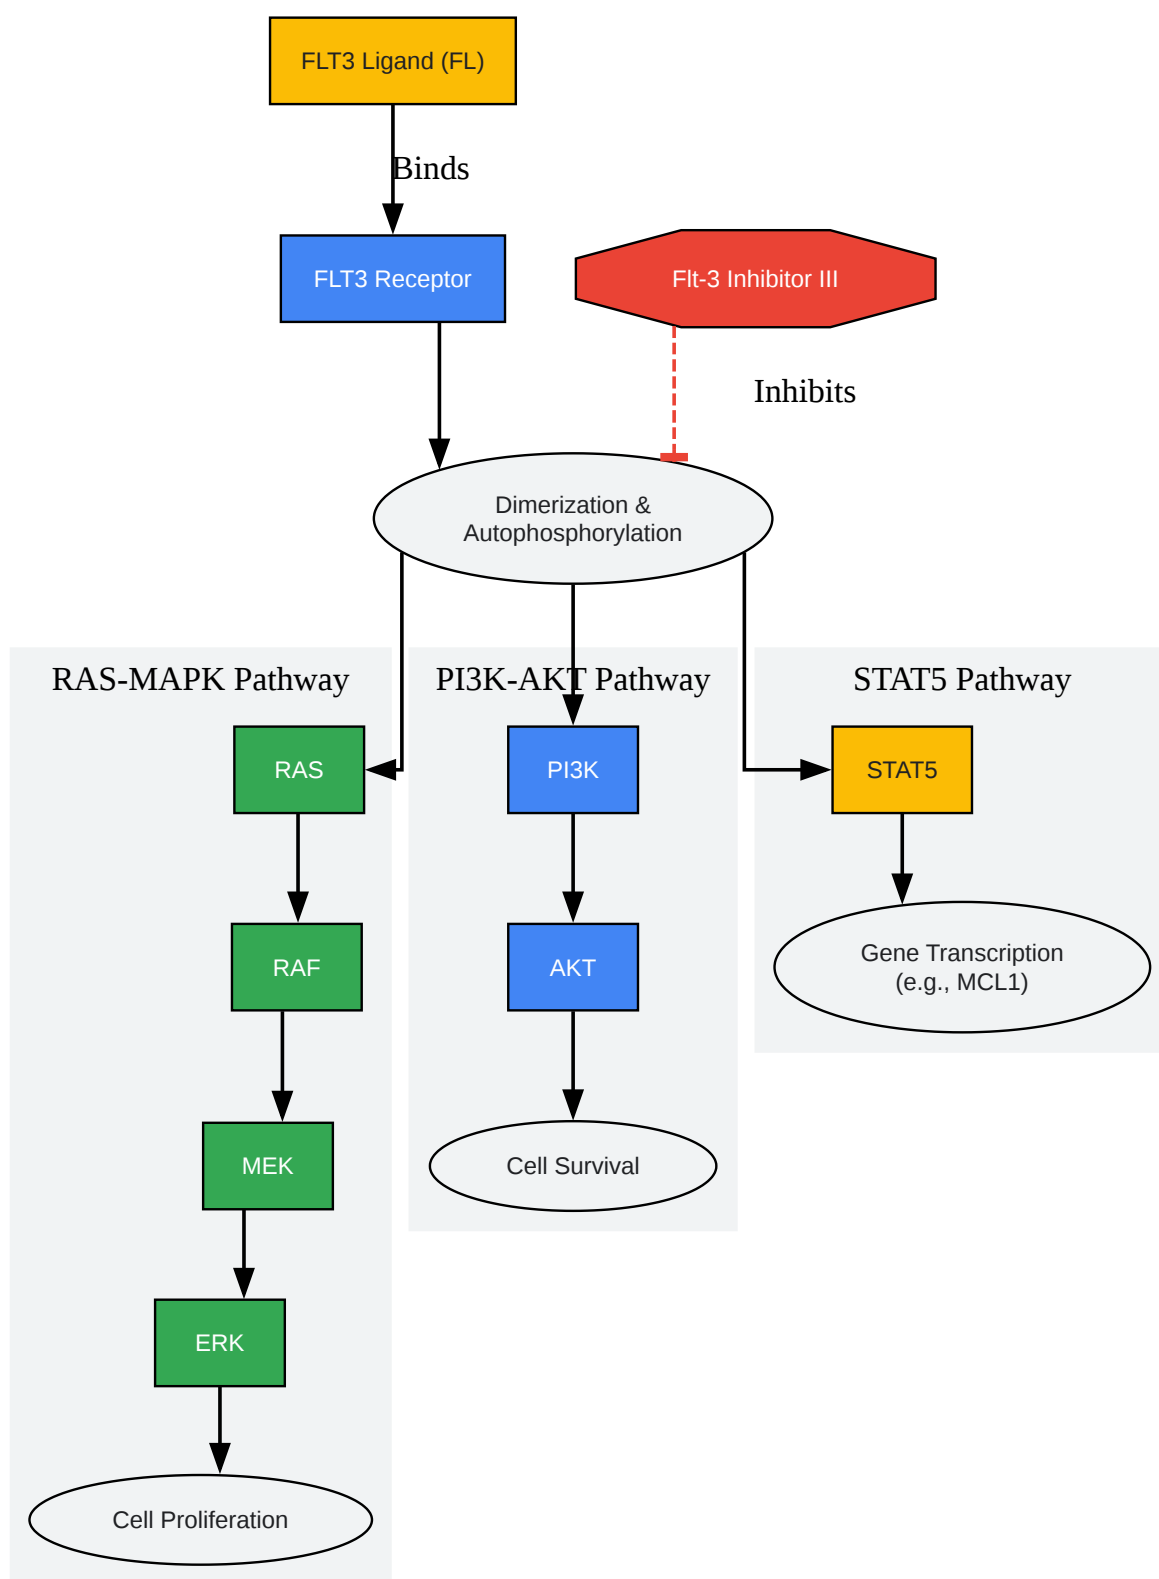 FLT3 Ligand (FL)
Binds
FLT3 Receptor
Flt-3 Inhibitor III
Inhibits
Dimerization &
Autophosphorylation
RAS-MAPK Pathway
PI3K-AKT Pathway
STAT5 Pathway
RAS
PI3K
STAT5
RAF
AKT
Gene Transcription
(e.g., MCL1)
MEK
Cell Survival
ERK
Cell Proliferation